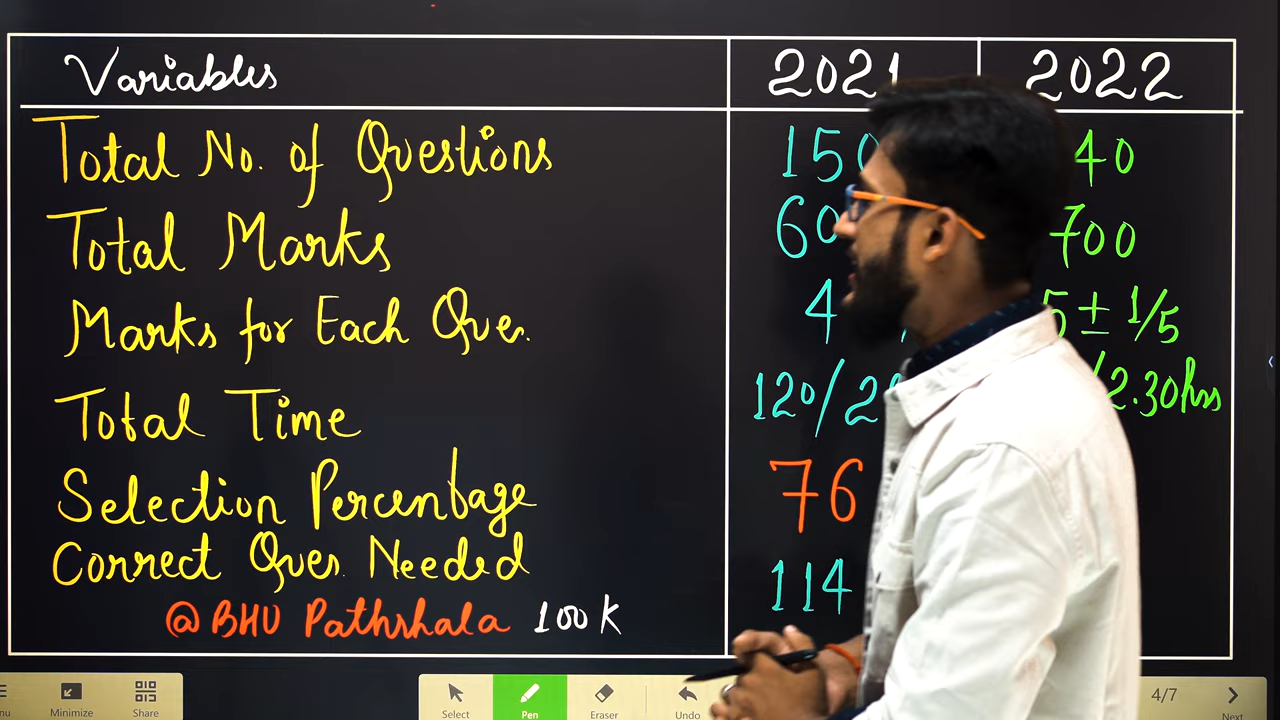 Variables 2021 2022
Total No. of Questions 150 40
Total Marks 60 700
Marks for Each Que. 4 5 ± 1/5
Total Time 120/2 /2.30 hrs
Selection Percentage 76
Correct Ques. Needed 114
@BHU Pathshala 100K
Minimize Share Select Pen Eraser Undo 4/7 Next